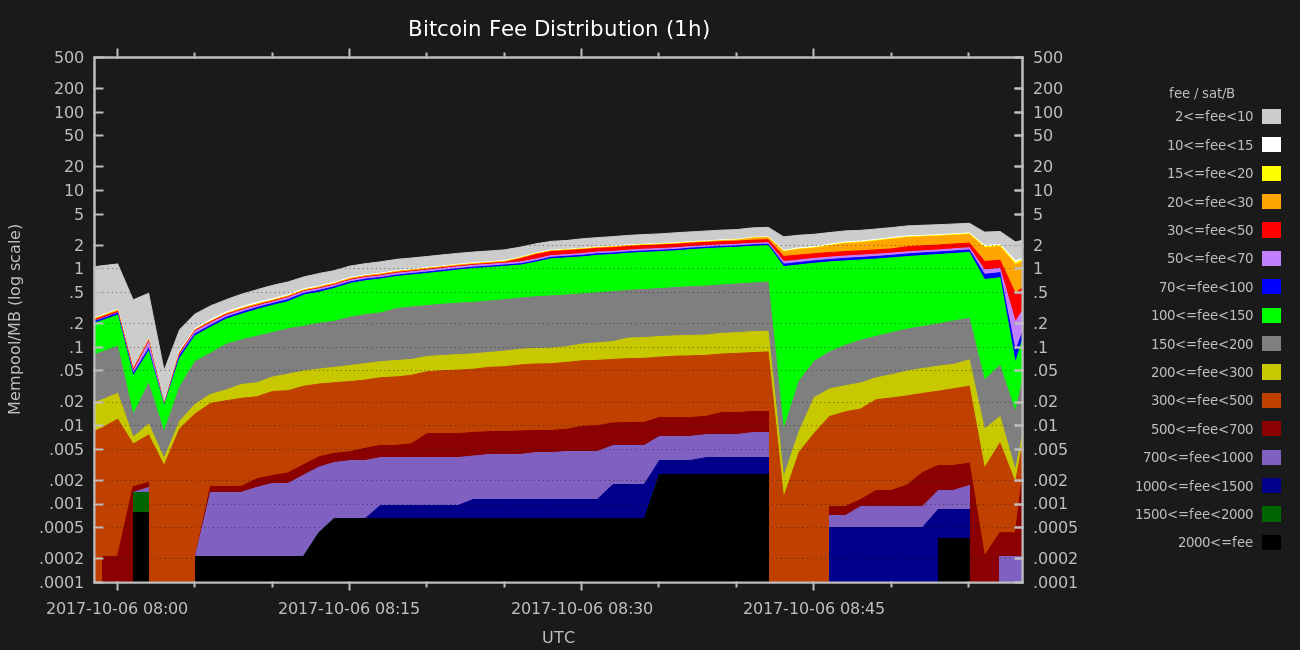 Bitcoin Fee Distribution (1h)
500
200
100
50
20
10
5
2
1
.5
.2
.1
.05
.02
.01
.005
.002
.001
.0005
.0002
.0001
Mempool/MB (log scale)
500
200
100
50
20
10
5
2
1
.5
.2
.1
.05
.02
.01
.005
.002
.001
.0005
.0002
.0001
2017-10-06 08:00 2017-10-06 08:15 2017-10-06 08:30 2017-10-06 08:45
UTC
fee / sat/B
2<=fee<10
10<=fee<15
15<=fee<20
20<=fee<30
30<=fee<50
50<=fee<70
70<=fee<100
100<=fee<150
150<=fee<200
200<=fee<300
300<=fee<500
500<=fee<700
700<=fee<1000
1000<=fee<1500
1500<=fee<2000
2000<=fee